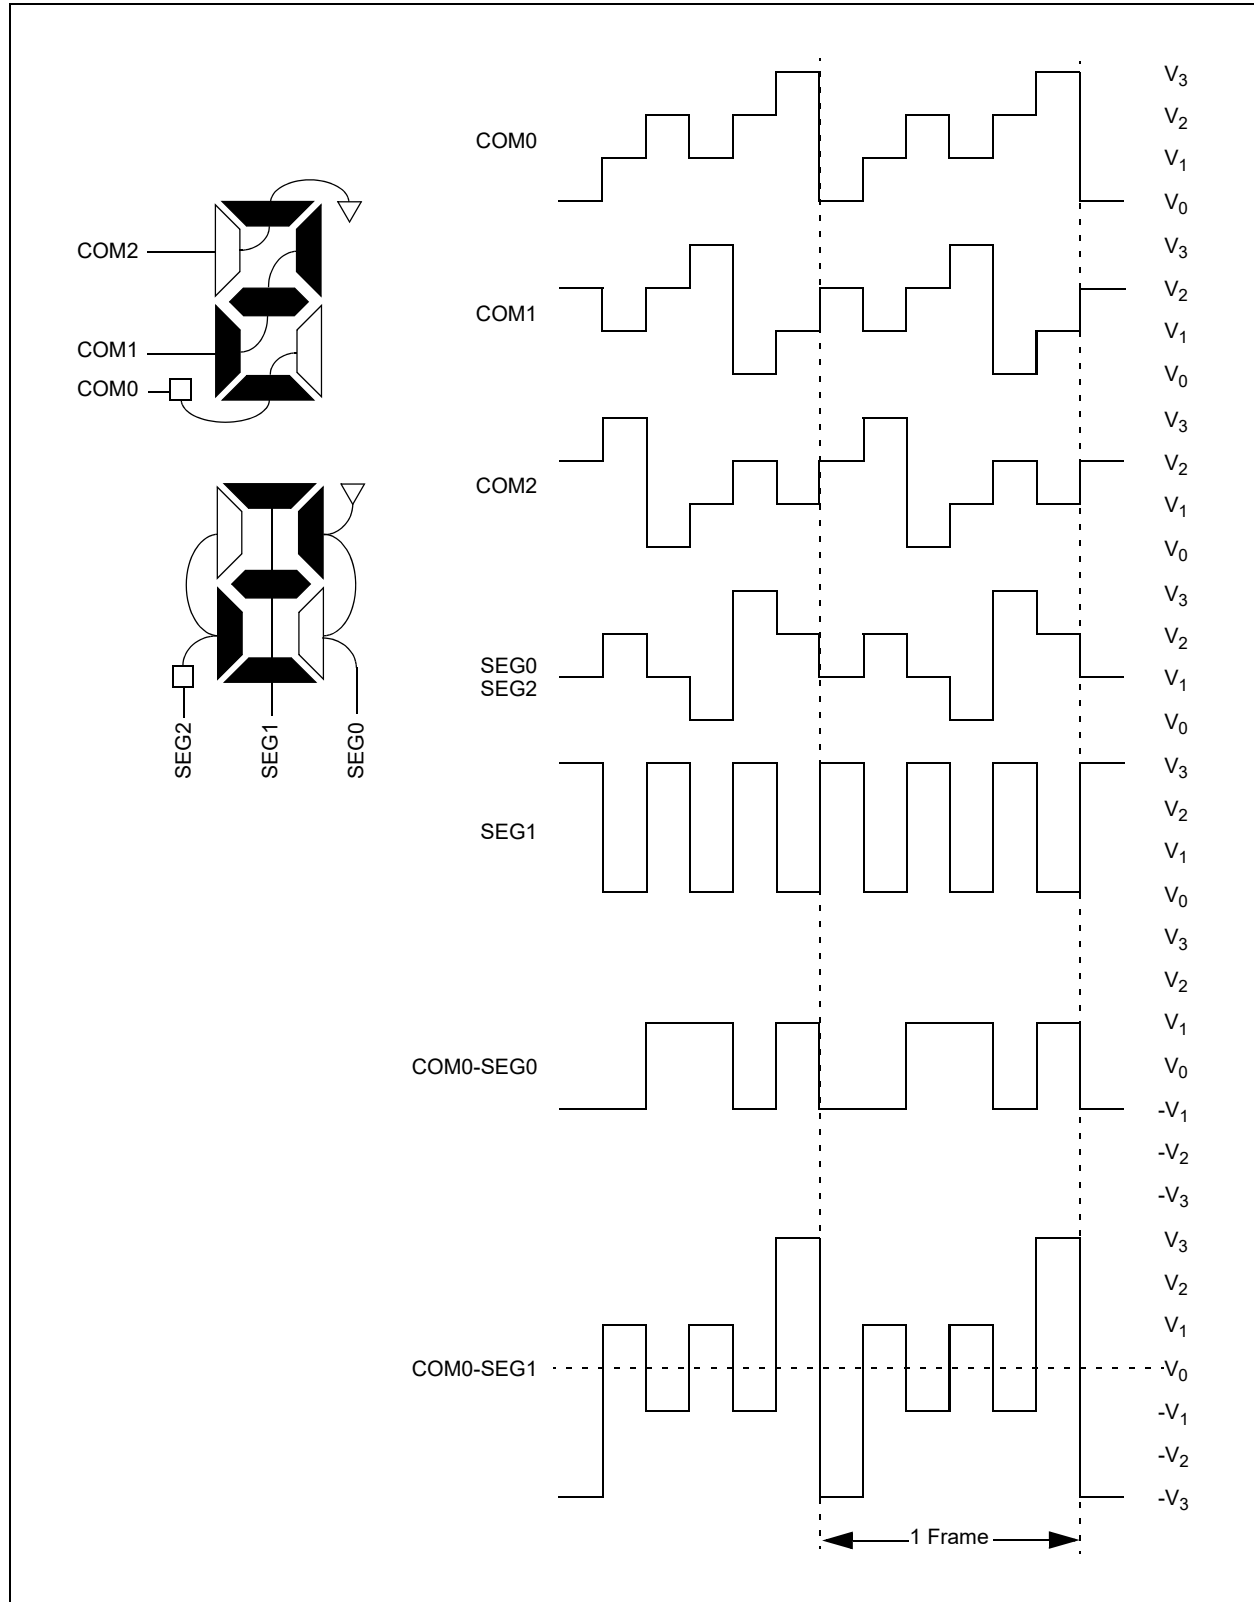 COM2
COM1
COM0
SEG2
SEG1
SEG0
COM0
V3
V2
V1
V0
COM1
V3
V2
V1
V0
COM2
V3
V2
V1
V0
SEG0
SEG2
V3
V2
V1
V0
SEG1
V3
V2
V1
V0
COM0-SEG0
V3
V2
V1
V0
-V1
-V2
-V3
COM0-SEG1
V3
V2
V1
V0
-V1
-V2
-V3
1 Frame